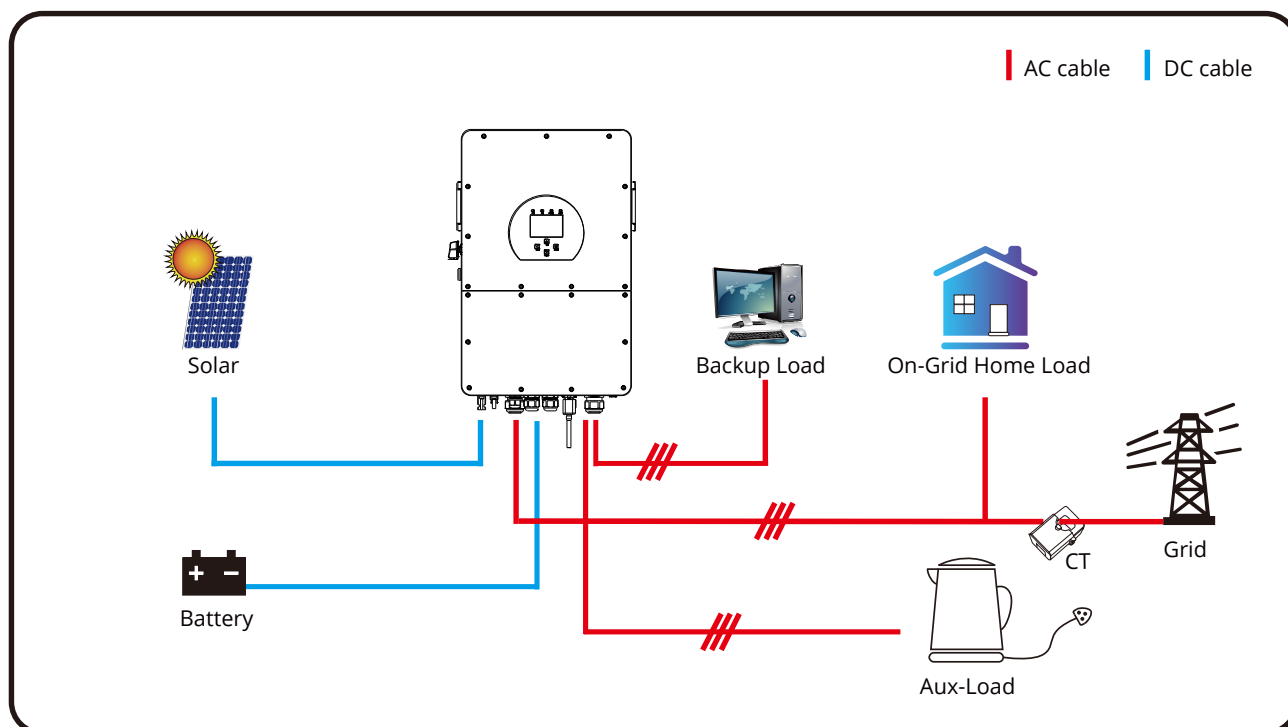 AC cable
DC cable
Solar
Backup Load
On-Grid Home Load
CT
Grid
Battery
Aux-Load